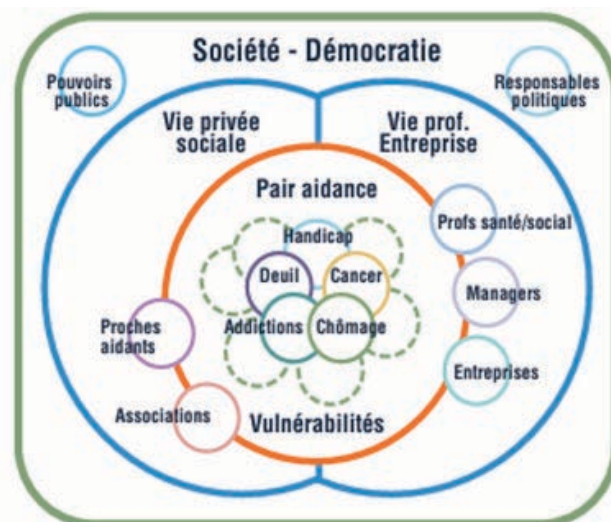 Société - Démocratie
Pouvoirs
publics
Responsables
politiques
Vie privée
sociale
Vie prof.
Entreprise
Pair aidance
Profs santé/social
Handicap
Deuil
Cancer
Managers
Addictions
Chômage
Proches
aidants
Entreprises
Associations
Vulnérabilités